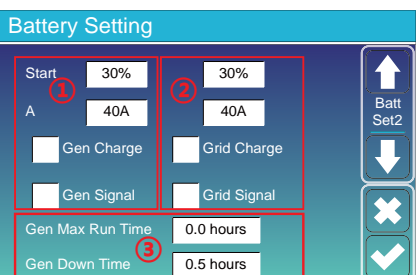 Battery Setting
Start 30% 30%
A 40A 40A
Gen Charge Grid Charge
Gen Signal Grid Signal
Gen Max Run Time 0.0 hours
Gen Down Time 0.5 hours
① ② ③
Batt
Set2